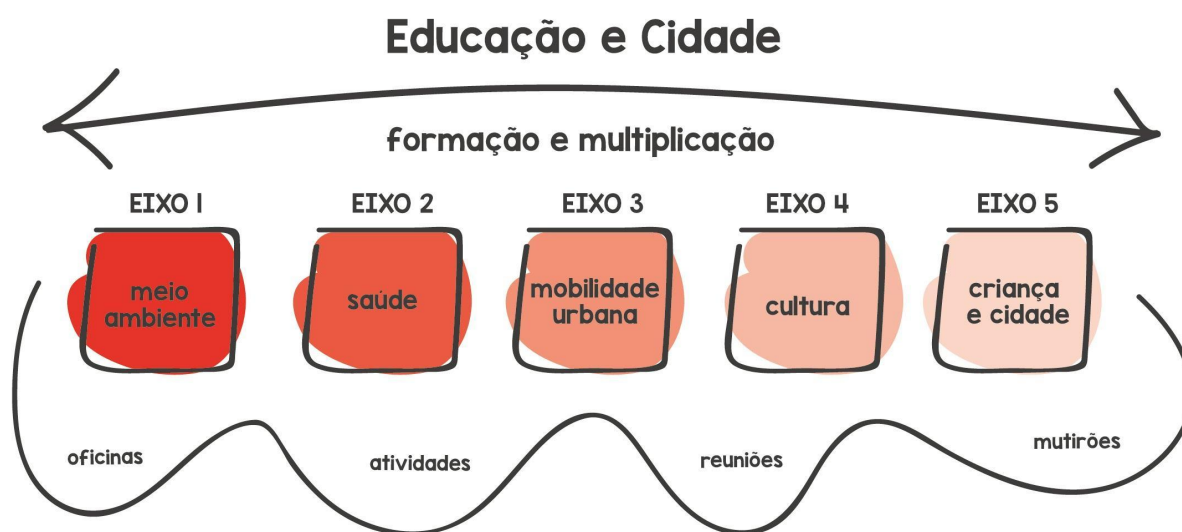 Educação e Cidade
formação e multiplicação
EIXO 1
EIXO 2
EIXO 3
EIXO 4
EIXO 5
meio
ambiente
saúde
mobilidade
urbana
cultura
criança
e cidade
oficinas
atividades
reuniões
mutirões